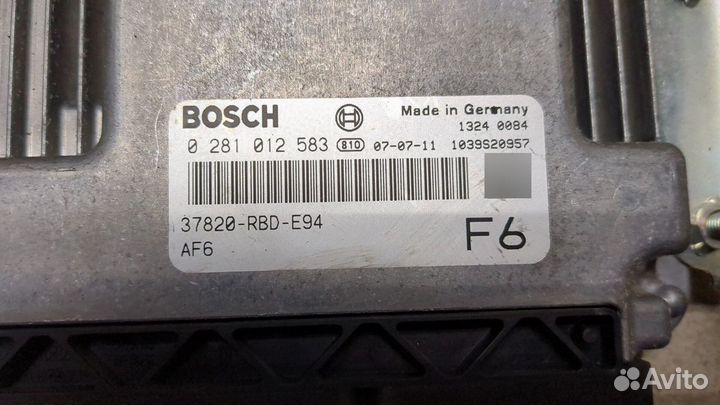 BOSCH
Made in Germany
1324 0084
0 281 012 583 810 07-07-11 1039S20957
37820-RBD-E94
AF6
F6
Avito